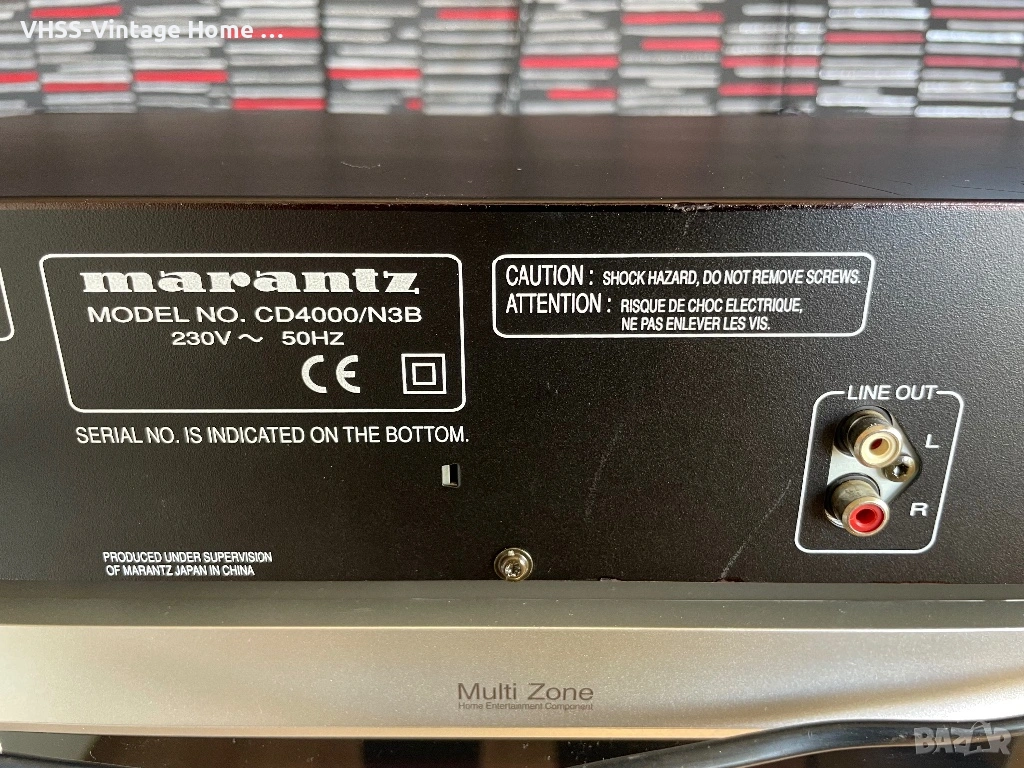 VHSS-Vintage Home ...
marantz
MODEL NO. CD4000/N3B
230V ~ 50HZ
CE
SERIAL NO. IS INDICATED ON THE BOTTOM.
PRODUCED UNDER SUPERVISION
OF MARANTZ JAPAN IN CHINA
CAUTION : SHOCK HAZARD, DO NOT REMOVE SCREWS.
ATTENTION : RISQUE DE CHOC ELECTRIQUE,
NE PAS ENLEVER LES VIS.
LINE OUT
L
R
Multi Zone
Home Entertainment Component
BAZAR